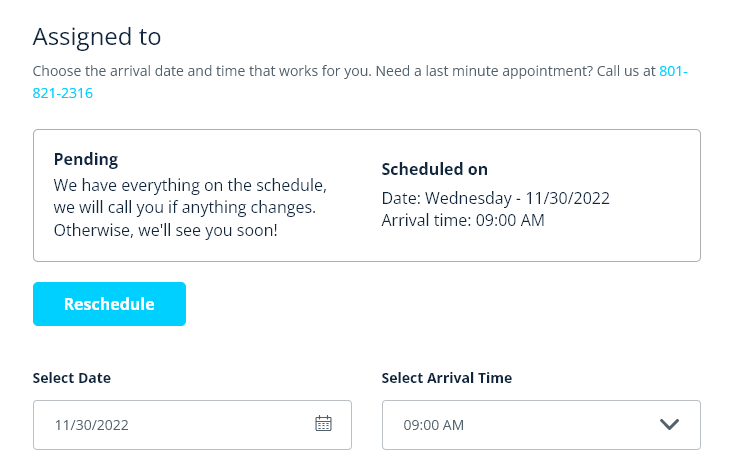 Assigned to
Choose the arrival date and time that works for you. Need a last minute appointment? Call us at 801-
821-2316
Pending
We have everything on the schedule,
we will call you if anything changes.
Otherwise, we'll see you soon!
Scheduled on
Date: Wednesday - 11/30/2022
Arrival time: 09:00 AM
Reschedule
Select Date
11/30/2022
Select Arrival Time
09:00 AM